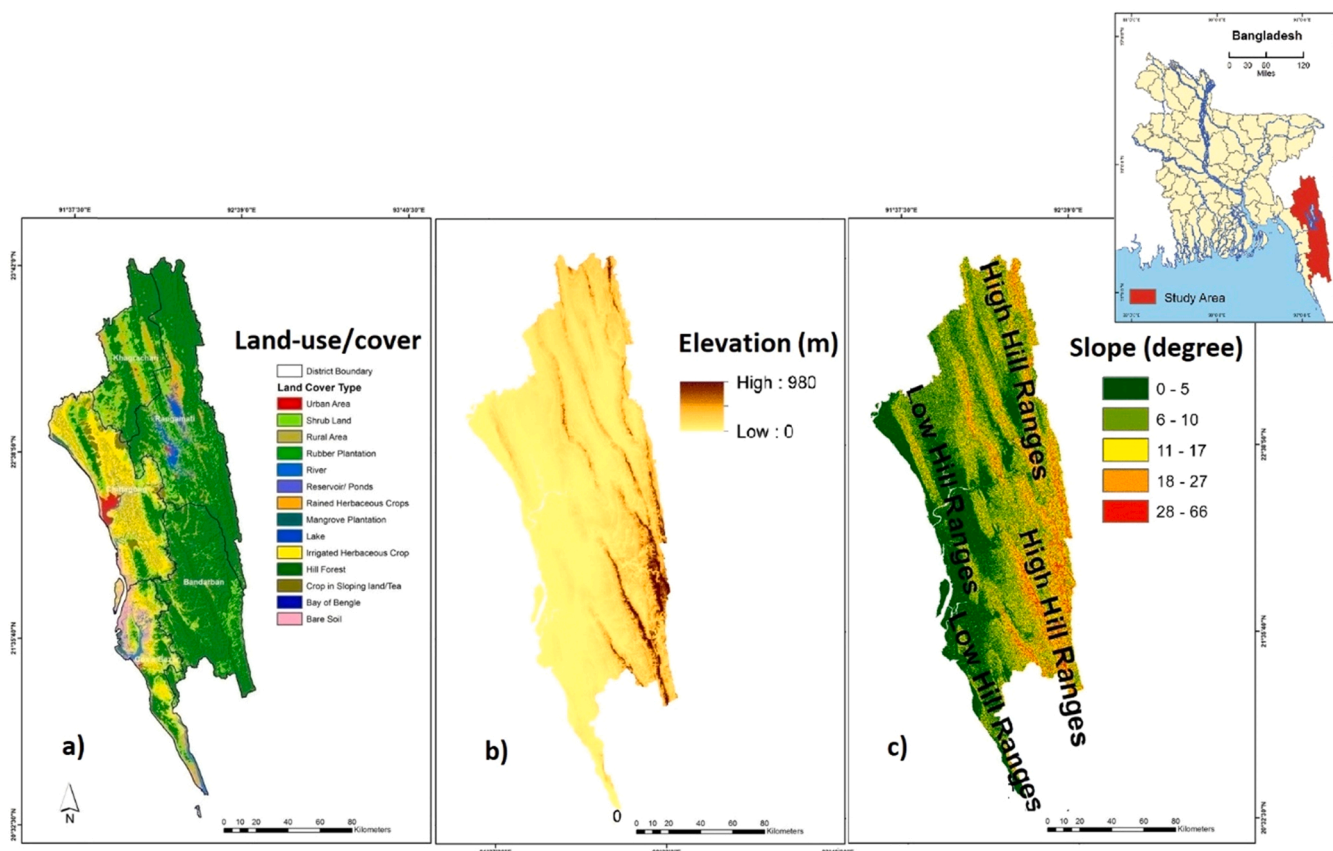 Bangladesh
0 30 60 120
Miles
Study Area
91°37'30"E
92°39'0"E
93°40'30"E
91°37'30"E
92°39'0"E
Land-use/cover
District Boundary
Land Cover Type
Urban Area
Shrub Land
Rural Area
Rubber Plantation
River
Reservoir/ Ponds
Rained Herbaceous Crops
Mangrove Plantation
Lake
Irrigated Herbaceous Crop
Hill Forest
Crop in Sloping land/Tea
Bay of Bengle
Bare Soil
Khagrachari
Rangamati
Bandarban
a)
N
0 10 20 40 60 80
Kilometers
Elevation (m)
High : 980
Low : 0
b)
0
0 10 20 40 60 80
Kilometers
Slope (degree)
0 - 5
6 - 10
11 - 17
18 - 27
28 - 66
High Hill Ranges
Low Hill Ranges
High Hill Ranges
Low Hill Ranges
c)
0 10 20 40 60 80
Kilometers